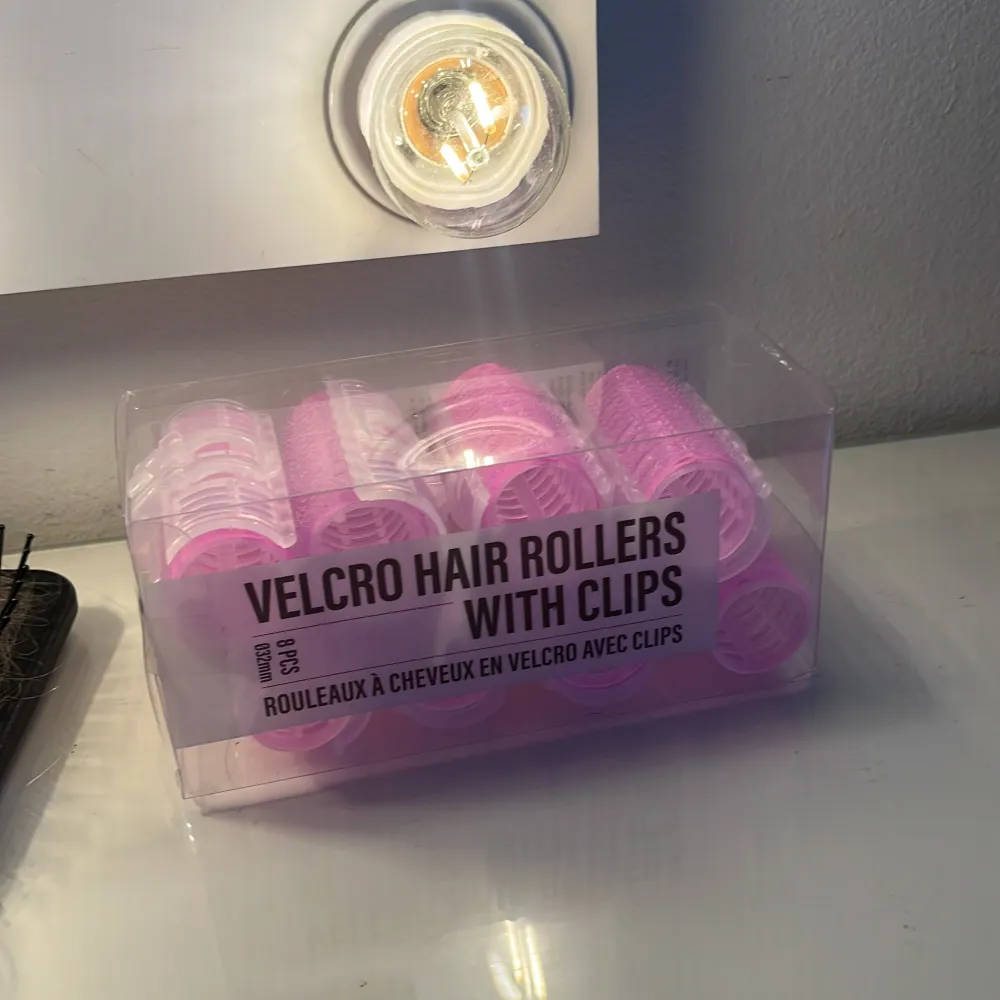 VELCRO HAIR ROLLERS
WITH CLIPS
8 PCS
Ø32mm
ROULEAUX À CHEVEUX EN VELCRO AVEC CLIPS